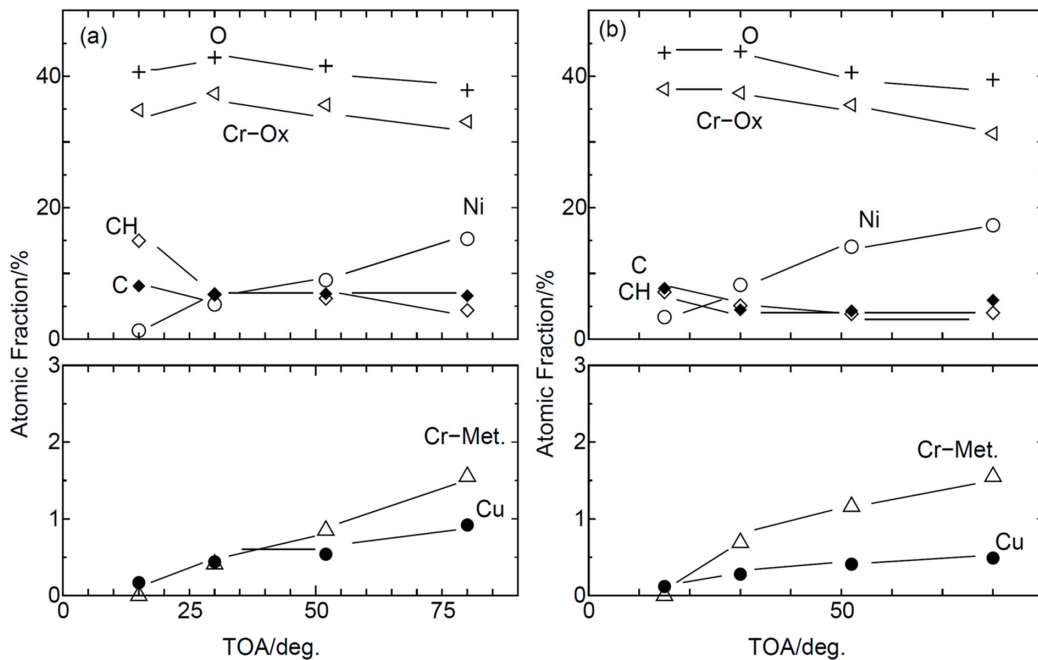 (a)
O
40
Cr-Ox
20
CH
Ni
C
0
Atomic Fraction/%
3
2
Cr-Met.
1
Cu
0
0 25 50 75
TOA/deg.
(b)
O
40
Cr-Ox
20
Ni
C
CH
0
Atomic Fraction/%
3
2
Cr-Met.
1
Cu
0
0 50
TOA/deg.